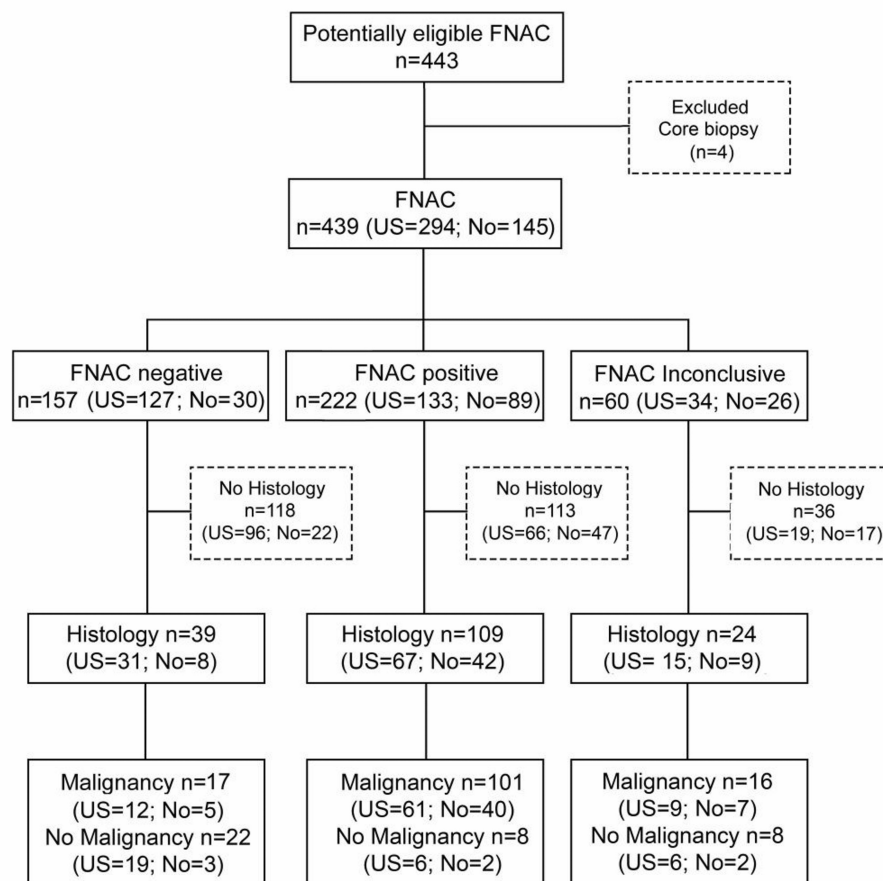 Potentially eligible FNAC
n=443
Excluded
Core biopsy
(n=4)
FNAC
n=439 (US=294; No=145)
FNAC negative
n=157 (US=127; No=30)
FNAC positive
n=222 (US=133; No=89)
FNAC Inconclusive
n=60 (US=34; No=26)
No Histology
n=118
(US=96; No=22)
No Histology
n=113
(US=66; No=47)
No Histology
n=36
(US=19; No=17)
Histology n=39
(US=31; No=8)
Histology n=109
(US=67; No=42)
Histology n=24
(US= 15; No=9)
Malignancy n=17
(US=12; No=5)
No Malignancy n=22
(US=19; No=3)
Malignancy n=101
(US=61; No=40)
No Malignancy n=8
(US=6; No=2)
Malignancy n=16
(US=9; No=7)
No Malignancy n=8
(US=6; No=2)